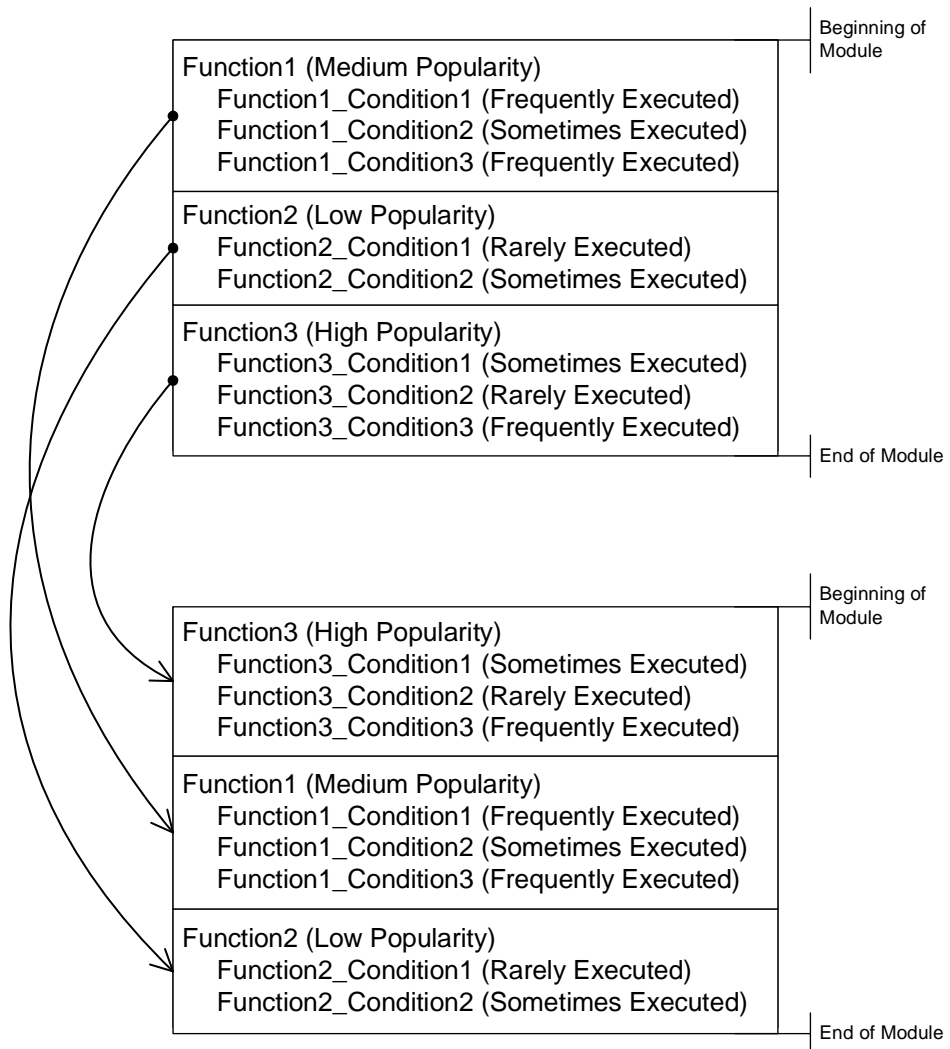 Beginning of
Module
Function1 (Medium Popularity)
Function1_Condition1 (Frequently Executed)
Function1_Condition2 (Sometimes Executed)
Function1_Condition3 (Frequently Executed)
Function2 (Low Popularity)
Function2_Condition1 (Rarely Executed)
Function2_Condition2 (Sometimes Executed)
Function3 (High Popularity)
Function3_Condition1 (Sometimes Executed)
Function3_Condition2 (Rarely Executed)
Function3_Condition3 (Frequently Executed)
End of Module
Beginning of
Module
Function3 (High Popularity)
Function3_Condition1 (Sometimes Executed)
Function3_Condition2 (Rarely Executed)
Function3_Condition3 (Frequently Executed)
Function1 (Medium Popularity)
Function1_Condition1 (Frequently Executed)
Function1_Condition2 (Sometimes Executed)
Function1_Condition3 (Frequently Executed)
Function2 (Low Popularity)
Function2_Condition1 (Rarely Executed)
Function2_Condition2 (Sometimes Executed)
End of Module